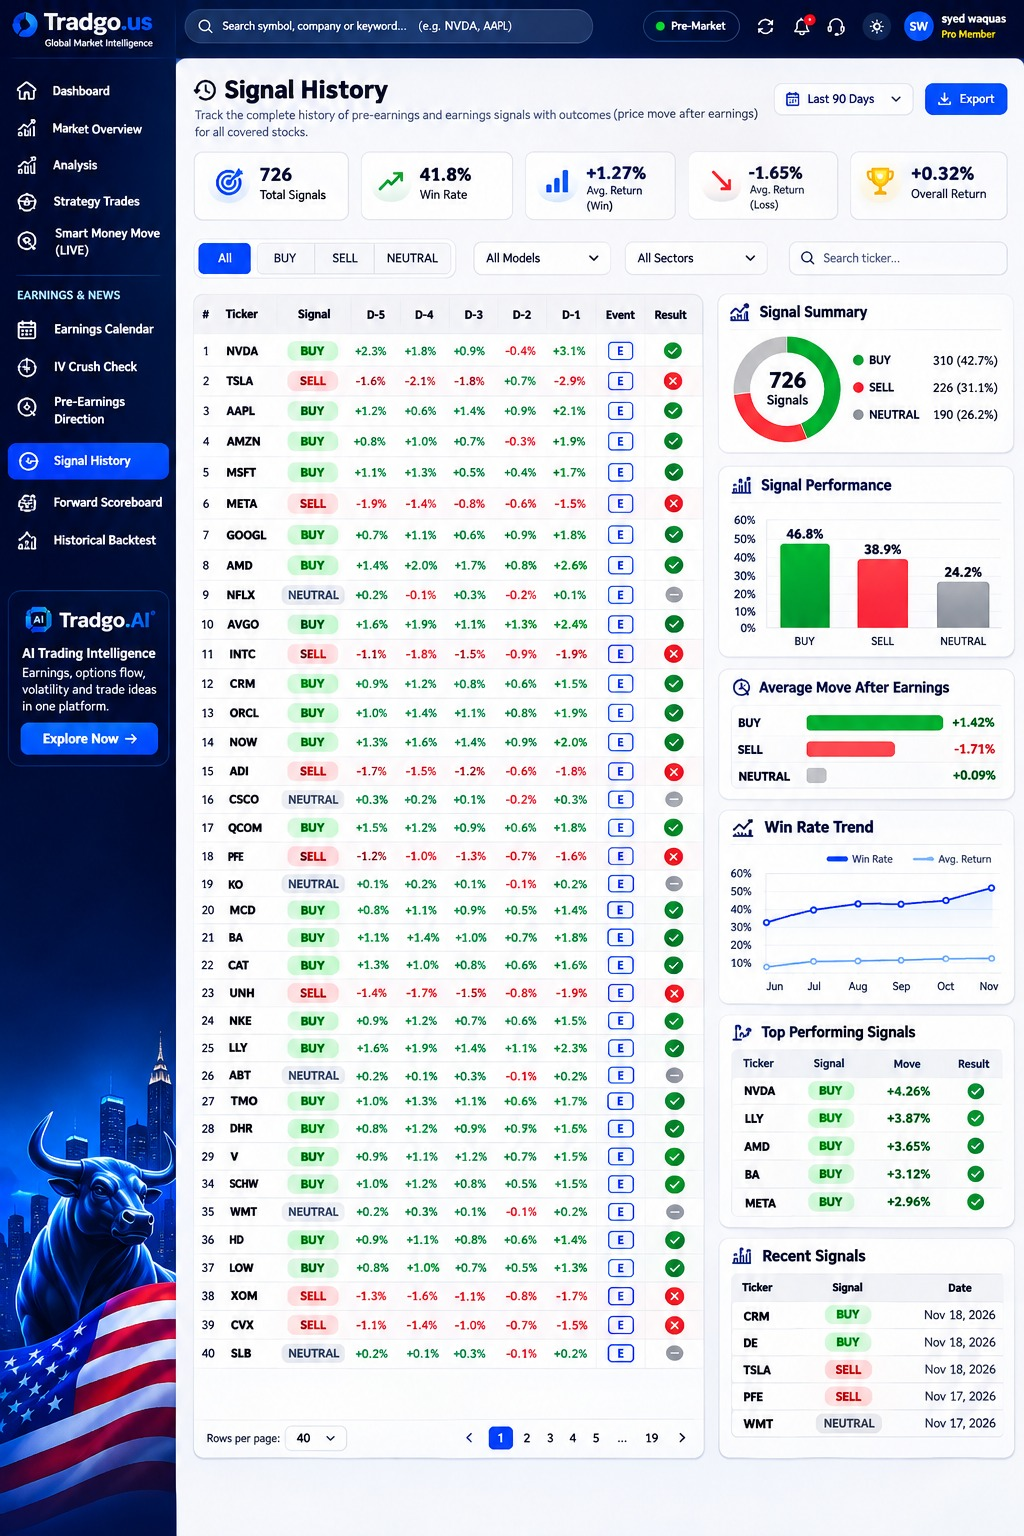 Tradgo.us
Global Market Intelligence
Search symbol, company or keyword... (e.g. NVDA, AAPL)
Pre-Market
SW
syed waquas
Pro Member
Dashboard
Market Overview
Analysis
Strategy Trades
Smart Money Move
(LIVE)
EARNINGS & NEWS
Earnings Calendar
IV Crush Check
Pre-Earnings
Direction
Signal History
Forward Scoreboard
Historical Backtest
AI Tradgo.AI
AI Trading Intelligence
Earnings, options flow,
volatility and trade ideas
in one platform.
Explore Now →
Signal History
Track the complete history of pre-earnings and earnings signals with outcomes (price move after earnings)
for all covered stocks.
Last 90 Days
Export
726
Total Signals
41.8%
Win Rate
+1.27%
Avg. Return
(Win)
-1.65%
Avg. Return
(Loss)
+0.32%
Overall Return
All BUY SELL NEUTRAL
All Models
All Sectors
Search ticker...
# Ticker Signal D-5 D-4 D-3 D-2 D-1 Event Result
1 NVDA BUY +2.3% +1.8% +0.9% -0.4% +3.1% E
2 TSLA SELL -1.6% -2.1% -1.8% +0.7% -2.9% E
3 AAPL BUY +1.2% +0.6% +1.4% +0.9% +2.1% E
4 AMZN BUY +0.8% +1.0% +0.7% -0.3% +1.9% E
5 MSFT BUY +1.1% +1.3% +0.5% +0.4% +1.7% E
6 META SELL -1.9% -1.4% -0.8% -0.6% -1.5% E
7 GOOGL BUY +0.7% +1.1% +0.6% +0.9% +1.8% E
8 AMD BUY +1.4% +2.0% +1.7% +0.8% +2.6% E
9 NFLX NEUTRAL +0.2% -0.1% +0.3% -0.2% +0.1% E
10 AVGO BUY +1.6% +1.9% +1.1% +1.3% +2.4% E
11 INTC SELL -1.1% -1.8% -1.5% -0.9% -1.9% E
12 CRM BUY +0.9% +1.2% +0.8% +0.6% +1.5% E
13 ORCL BUY +1.0% +1.4% +1.1% +0.8% +1.9% E
14 NOW BUY +1.3% +1.6% +1.4% +0.9% +2.0% E
15 ADI SELL -1.7% -1.5% -1.2% -0.6% -1.8% E
16 CSCO NEUTRAL +0.3% +0.2% +0.1% -0.2% +0.3% E
17 QCOM BUY +1.5% +1.2% +0.9% +0.6% +1.8% E
18 PFE SELL -1.2% -1.0% -1.3% -0.7% -1.6% E
19 KO NEUTRAL +0.1% +0.2% +0.1% -0.1% +0.2% E
20 MCD BUY +0.8% +1.1% +0.9% +0.5% +1.4% E
21 BA BUY +1.1% +1.4% +1.0% +0.7% +1.8% E
22 CAT BUY +1.3% +1.0% +0.8% +0.6% +1.6% E
23 UNH SELL -1.4% -1.7% -1.5% -0.8% -1.9% E
24 NKE BUY +0.9% +1.2% +0.7% +0.6% +1.5% E
25 LLY BUY +1.6% +1.9% +1.4% +1.1% +2.3% E
26 ABT NEUTRAL +0.2% +0.1% +0.3% -0.1% +0.2% E
27 TMO BUY +1.0% +1.3% +1.1% +0.6% +1.7% E
28 DHR BUY +0.8% +1.2% +0.9% +0.9% +1.5% E
29 V BUY +0.9% +1.1% +1.2% +0.7% +1.5% E
34 SCHW BUY +1.0% +1.2% +0.8% +0.5% +1.5% E
35 WMT NEUTRAL +0.2% +0.3% +0.1% -0.1% +0.2% E
36 HD BUY +0.9% +1.1% +0.8% +0.6% +1.4% E
37 LOW BUY +0.8% +1.0% +0.7% +0.5% +1.3% E
38 XOM SELL -1.3% -1.6% -1.1% -0.8% -1.7% E
39 CVX SELL -1.1% -1.4% -1.0% -0.7% -1.5% E
40 SLB NEUTRAL +0.2% +0.1% +0.3% -0.1% +0.2% E
Rows per page: 40
1 2 3 4 5 ... 19
Signal Summary
726
Signals
BUY 310 (42.7%)
SELL 226 (31.1%)
NEUTRAL 190 (26.2%)
Signal Performance
60%
50%
40%
30%
20%
10%
0%
46.8%
38.9%
24.2%
BUY SELL NEUTRAL
Average Move After Earnings
BUY +1.42%
SELL -1.71%
NEUTRAL +0.09%
Win Rate Trend
Win Rate Avg. Return
60%
50%
40%
30%
20%
10%
Jun Jul Aug Sep Oct Nov
Top Performing Signals
Ticker Signal Move Result
NVDA BUY +4.26%
LLY BUY +3.87%
AMD BUY +3.65%
BA BUY +3.12%
META BUY +2.96%
Recent Signals
Ticker Signal Date
CRM BUY Nov 18, 2026
DE BUY Nov 18, 2026
TSLA SELL Nov 18, 2026
PFE SELL Nov 17, 2026
WMT NEUTRAL Nov 17, 2026